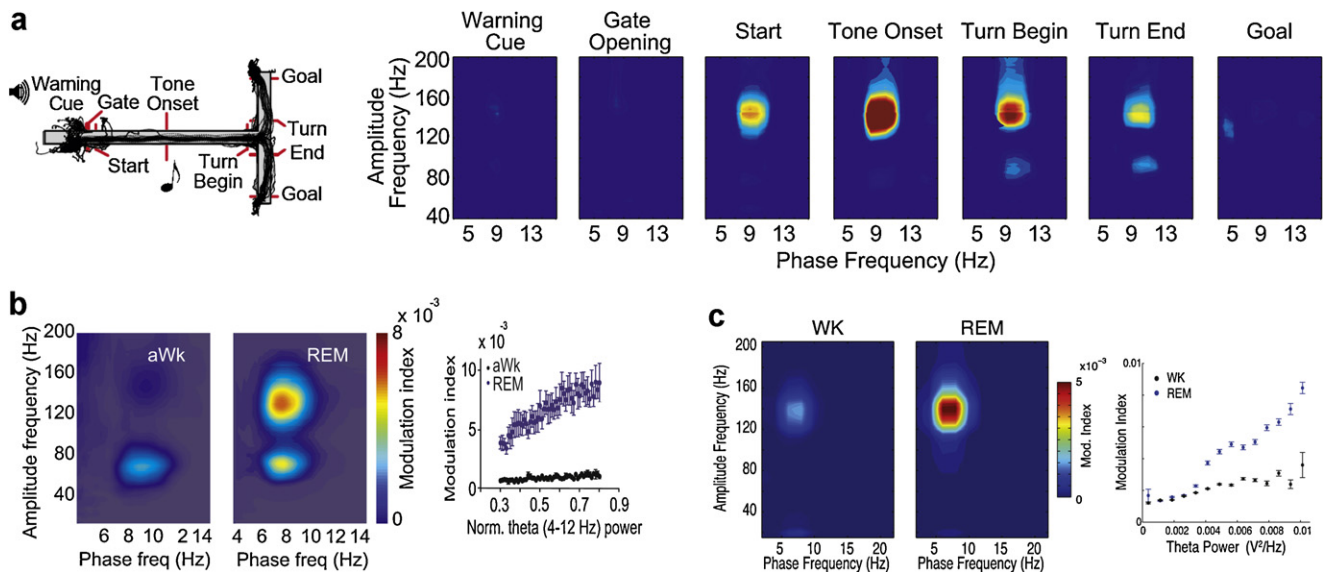 a
Warning Cue
Gate
Tone Onset
Goal
Start
Turn Begin
Turn End
Goal
Warning Cue
Gate Opening
Start
Tone Onset
Turn Begin
Turn End
Goal
Amplitude Frequency (Hz)
200
160
120
80
40
5 9 13
5 9 13
5 9 13
5 9 13
5 9 13
5 9 13
5 9 13
Phase Frequency (Hz)
b
Amplitude frequency (Hz)
200
160
120
80
40
aWk
6 8 10 2 14
Phase freq (Hz)
REM
4 6 8 10 12 14
Phase freq (Hz)
Modulation index
x 10⁻³
8
0
x 10⁻³
aWk
REM
Modulation index
10
5
0
0.3 0.5 0.7 0.9
Norm. theta (4-12 Hz) power
c
WK
REM
Amplitude Frequency (Hz)
200
160
120
80
40
5 10 15 20
Phase Frequency (Hz)
5 10 15 20
Phase Frequency (Hz)
x10⁻³
5
0
Mod. Index
WK
REM
Modulation Index
0.01
0
0 0.002 0.004 0.006 0.008 0.01
Theta Power (V²/Hz)